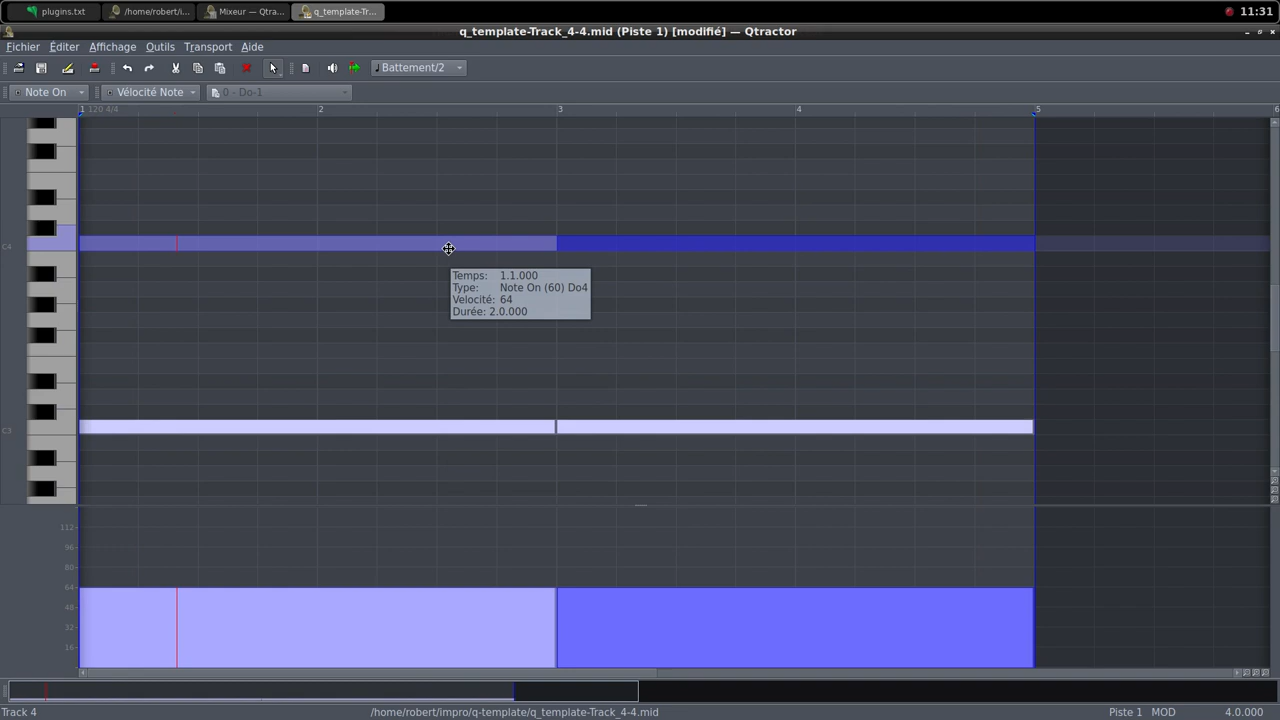 plugins.txt
/home/robert/i...
Mixeur — Qtra...
q_template-Tr...
11:31
q_template-Track_4-4.mid (Piste 1) [modifié] — Qtractor
Fichier Éditer Affichage Outils Transport Aide
Battement/2
Note On Vélocité Note 0 - Do-1
1 120 4/4 2 3 4 5 6
C4
Temps: 1.1.000
Type: Note On (60) Do4
Velocité: 64
Durée: 2.0.000
C3
112
96
80
64
48
32
16
Track 4 /home/robert/impro/q-template/q_template-Track_4-4.mid Piste 1 MOD 4.0.000